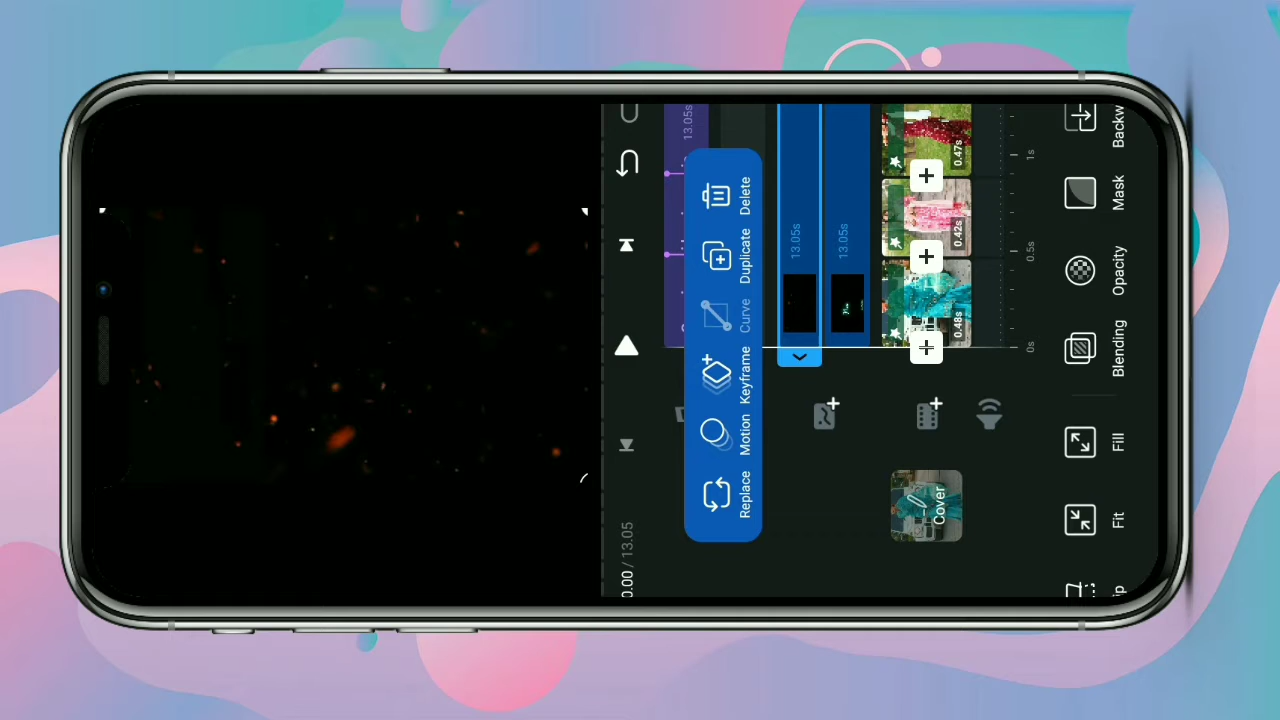 0.00 / 13.05
13.05s
Replace
Motion
Keyframe
Curve
Duplicate
Delete
13.05s
13.05s
0.48s
0.42s
0.47s
Cover
0s
0.5s
1s
Fit
Fill
Blending
Opacity
Mask
Backw